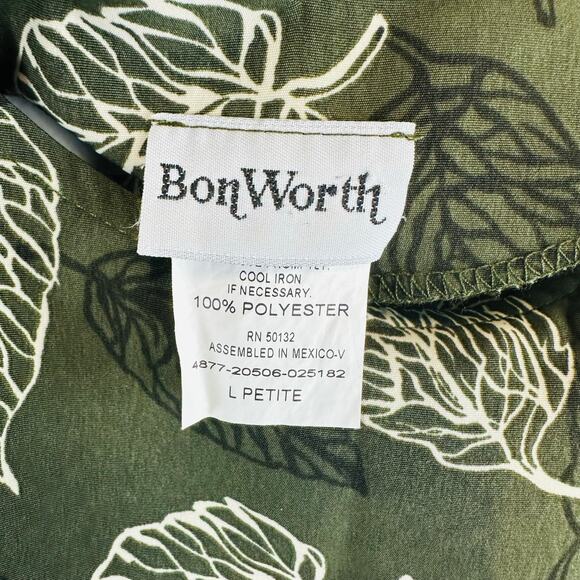 BonWorth
COOL IRON
IF NECESSARY.
100% POLYESTER
RN 50132
ASSEMBLED IN MEXICO-V
4877-20506-025182
L PETITE